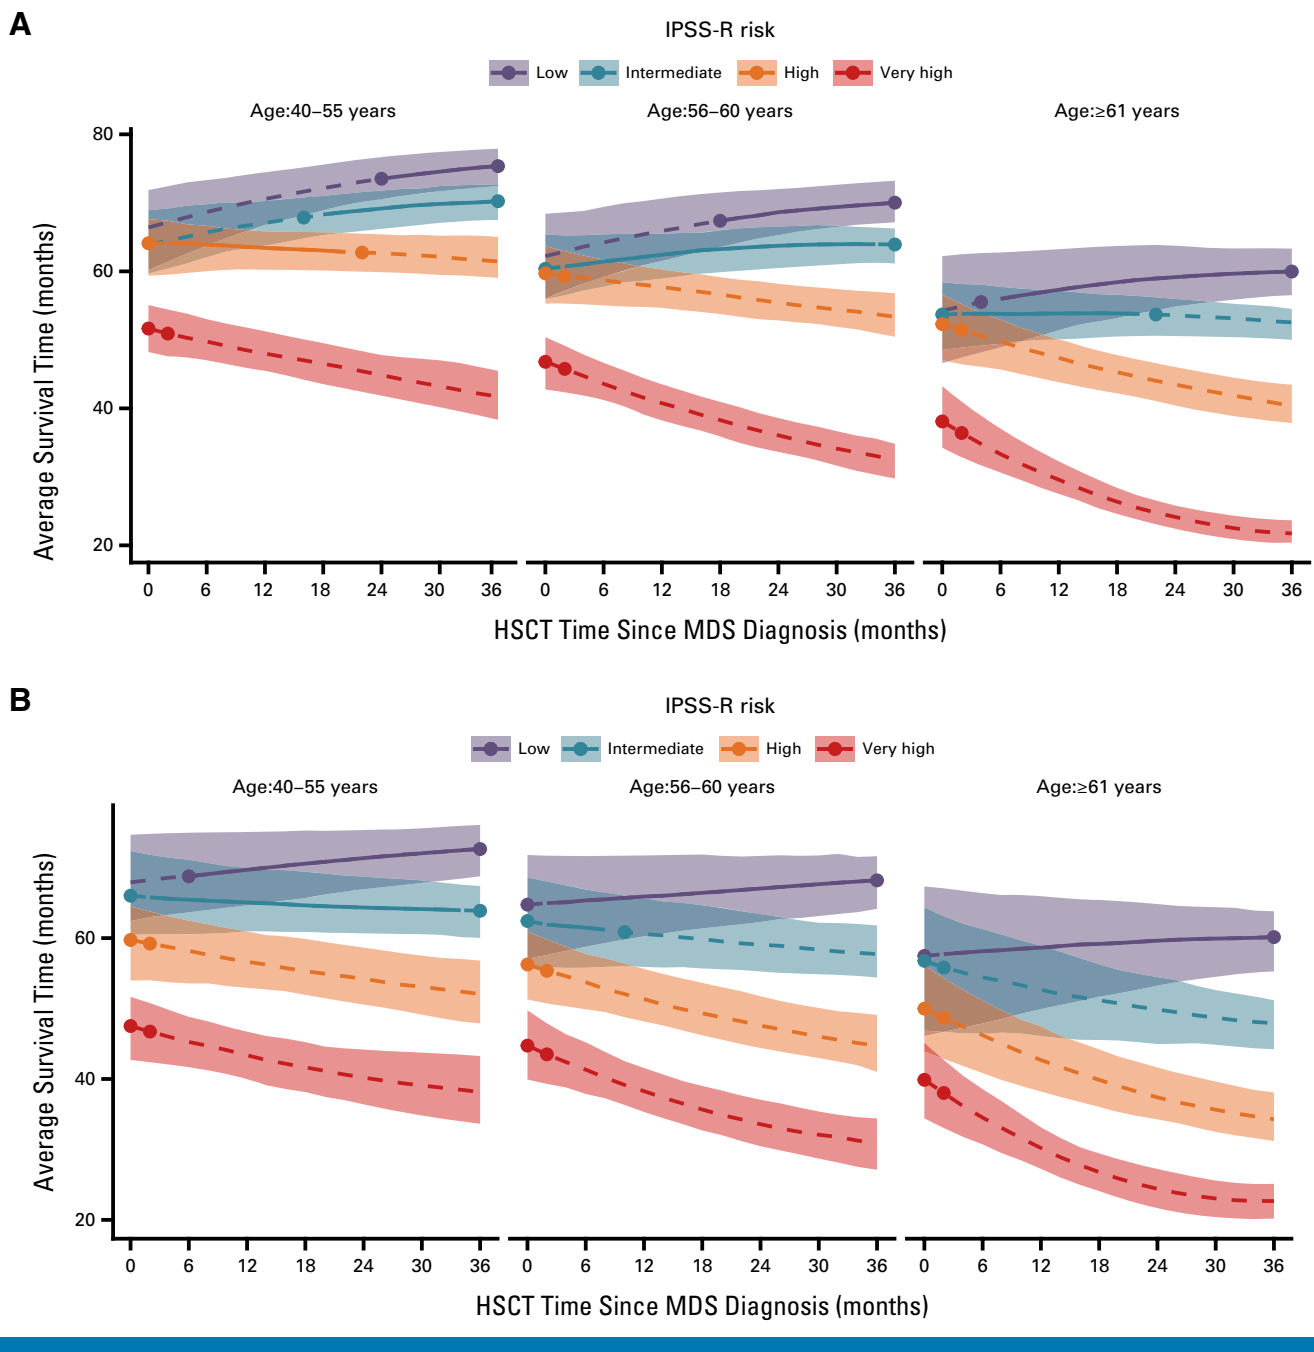 A
IPSS-R risk
Low Intermediate High Very high
Age:40–55 years Age:56–60 years Age:≥61 years
Average Survival Time (months)
80
60
40
20
0 6 12 18 24 30 36 0 6 12 18 24 30 36 0 6 12 18 24 30 36
HSCT Time Since MDS Diagnosis (months)
B
IPSS-R risk
Low Intermediate High Very high
Age:40–55 years Age:56–60 years Age:≥61 years
Average Survival Time (months)
60
40
20
0 6 12 18 24 30 36 0 6 12 18 24 30 36 0 6 12 18 24 30 36
HSCT Time Since MDS Diagnosis (months)